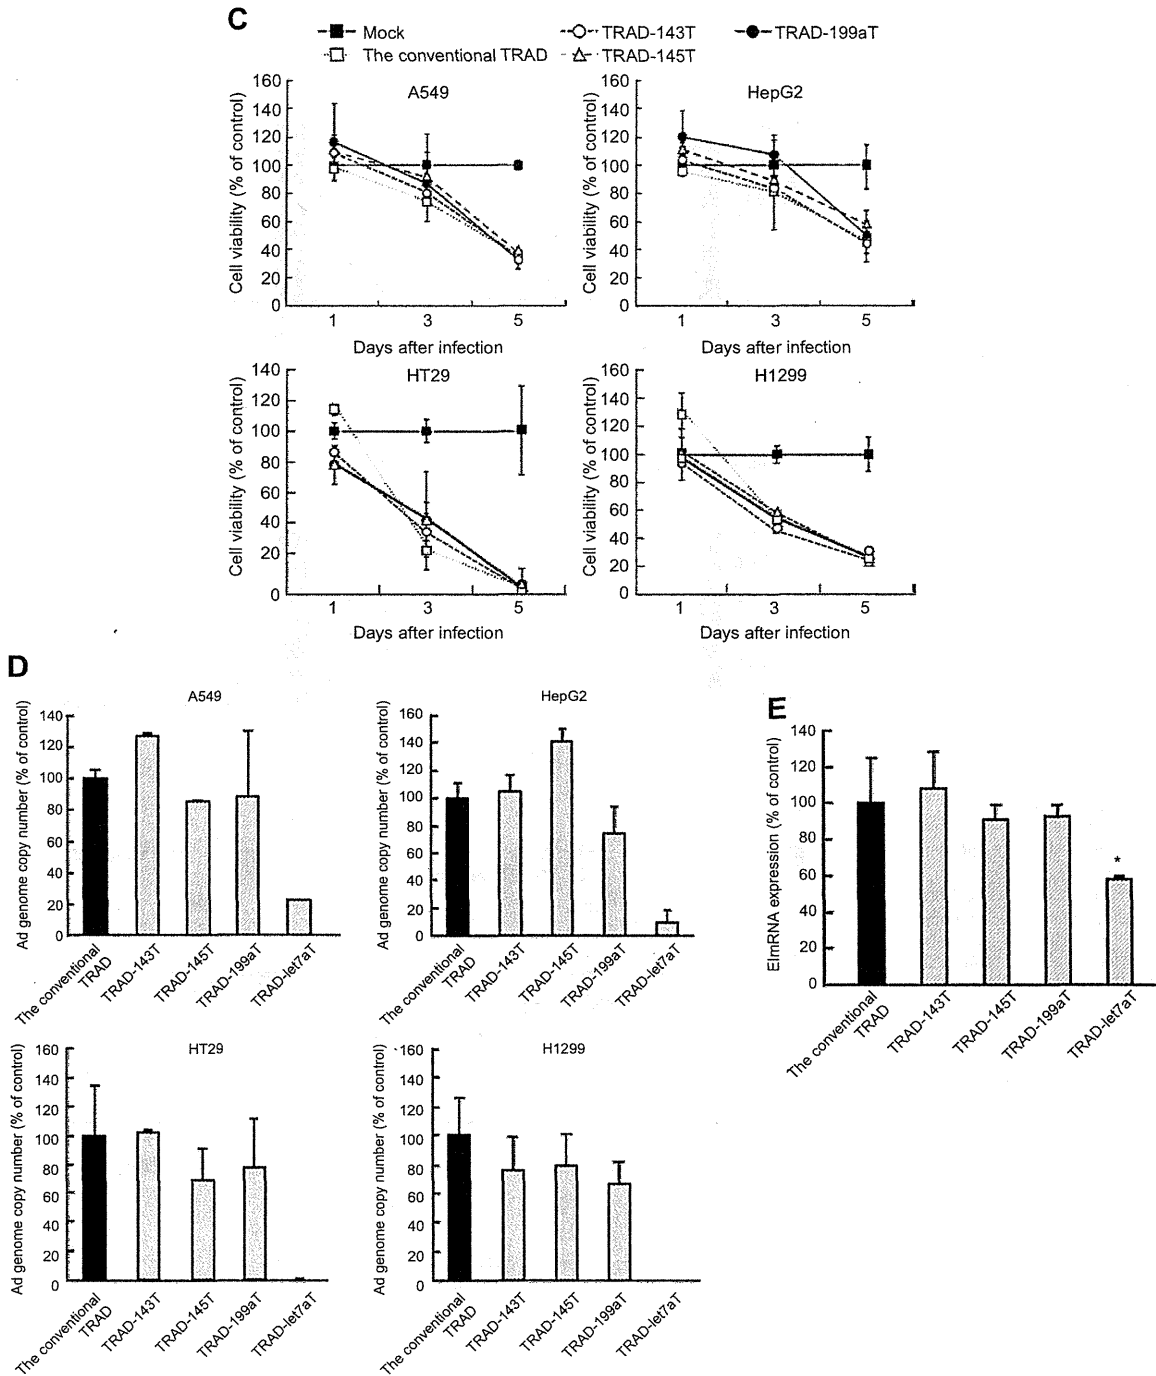 C
Mock
TRAD-143T
TRAD-199aT
The conventional TRAD
TRAD-145T
A549
Cell viability (% of control)
160
140
120
100
80
60
40
20
0
1
3
5
Days after infection
HepG2
Cell viability (% of control)
160
140
120
100
80
60
40
20
0
1
3
5
Days after infection
HT29
Cell viability (% of control)
140
120
100
80
60
40
20
0
1
3
5
Days after infection
H1299
Cell viability (% of control)
160
140
120
100
80
60
40
20
0
1
3
5
Days after infection
D
A549
Ad genome copy number (% of control)
140
120
100
80
60
40
20
0
The conventional
TRAD
TRAD-143T
TRAD-145T
TRAD-199aT
TRAD-let7aT
HepG2
Ad genome copy number (% of control)
160
140
120
100
80
60
40
20
0
The conventional
TRAD
TRAD-143T
TRAD-145T
TRAD-199aT
TRAD-let7aT
E
EImRNA expression (% of control)
140
120
100
80
60
40
20
0
*
The conventional
TRAD
TRAD-143T
TRAD-145T
TRAD-199aT
TRAD-let7aT
HT29
Ad genome copy number (% of control)
160
140
120
100
80
60
40
20
0
The conventional
TRAD
TRAD-143T
TRAD-145T
TRAD-199aT
TRAD-let7aT
H1299
Ad genome copy number (% of control)
160
140
120
100
80
60
40
20
0
The conventional
TRAD
TRAD-143T
TRAD-145T
TRAD-199aT
TRAD-let7aT